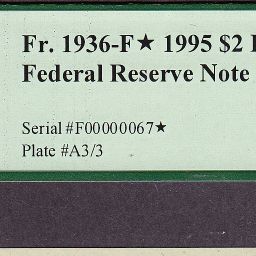 Fr. 1936-F★ 1995 $2
Federal Reserve Note
Serial #F00000067★
Plate #A3/3